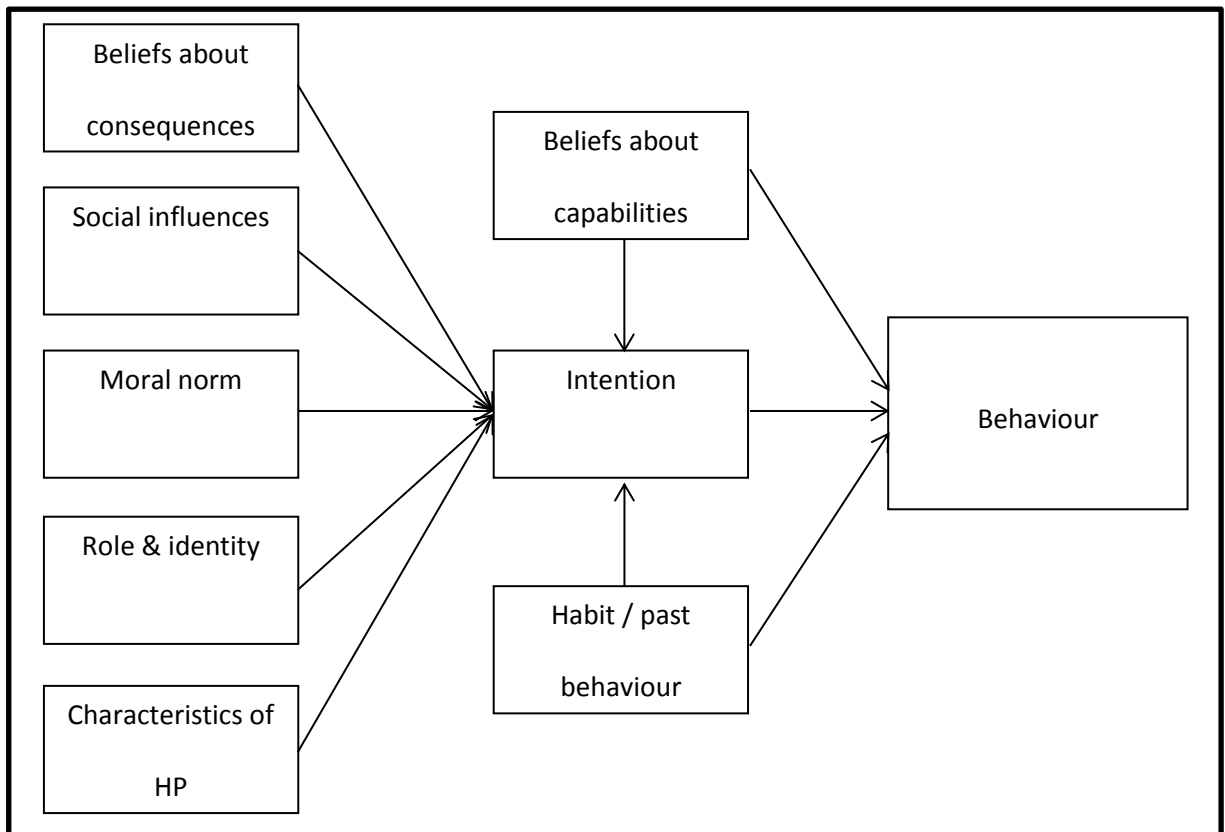 Beliefs about
consequences
Social influences
Moral norm
Role & identity
Characteristics of
HP
Beliefs about
capabilities
Intention
Habit / past
behaviour
Behaviour